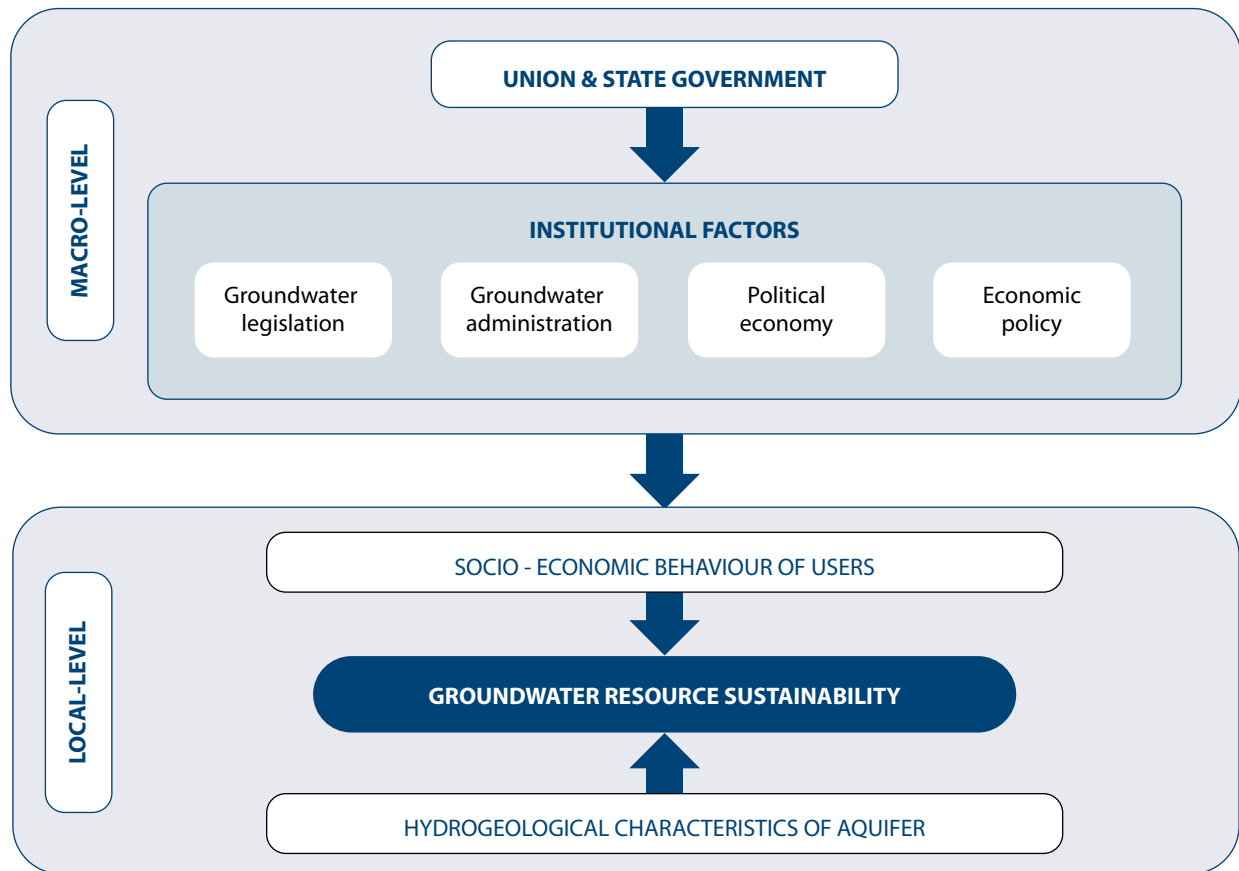 MACRO-LEVEL
UNION & STATE GOVERNMENT
INSTITUTIONAL FACTORS
Groundwater
legislation
Groundwater
administration
Political
economy
Economic
policy
LOCAL-LEVEL
SOCIO - ECONOMIC BEHAVIOUR OF USERS
GROUNDWATER RESOURCE SUSTAINABILITY
HYDROGEOLOGICAL CHARACTERISTICS OF AQUIFER